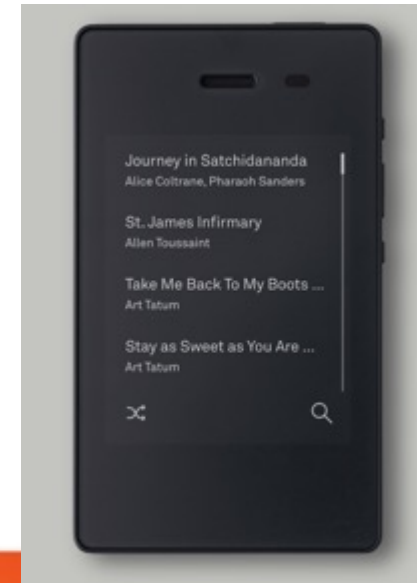 Journey in Satchidananda
Alice Coltrane, Pharaoh Sanders
St. James Infirmary
Allen Toussaint
Take Me Back To My Boots ...
Art Tatum
Stay as Sweet as You Are ...
Art Tatum